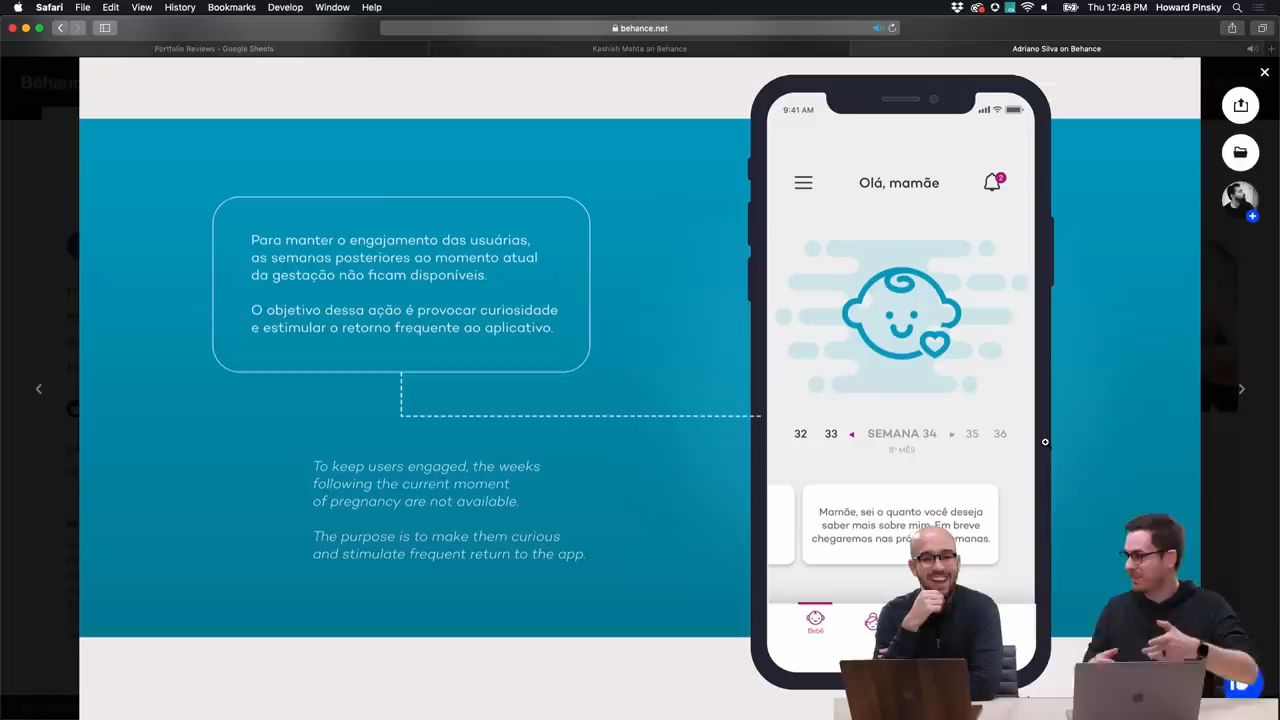 Safari File Edit View History Bookmarks Develop Window Help
Thu 12:48 PM Howard Pinsky
behance.net
Portfolio Reviews - Google Sheets
Kashish Mehta on Behance
Adriano Silva on Behance
Bēhan
9:41 AM
Olá, mamãe
2
Para manter o engajamento das usuárias,
as semanas posteriores ao momento atual
da gestação não ficam disponíveis.
O objetivo dessa ação é provocar curiosidade
e estimular o retorno frequente ao aplicativo.
To keep users engaged, the weeks
following the current moment
of pregnancy are not available.
The purpose is to make them curious
and stimulate frequent return to the app.
32 33 SEMANA 34 35 36
8º MÊS
Mamãe, sei o quanto você deseja
saber mais sobre mim. Em breve
chegaremos nas semanas.
Bebê